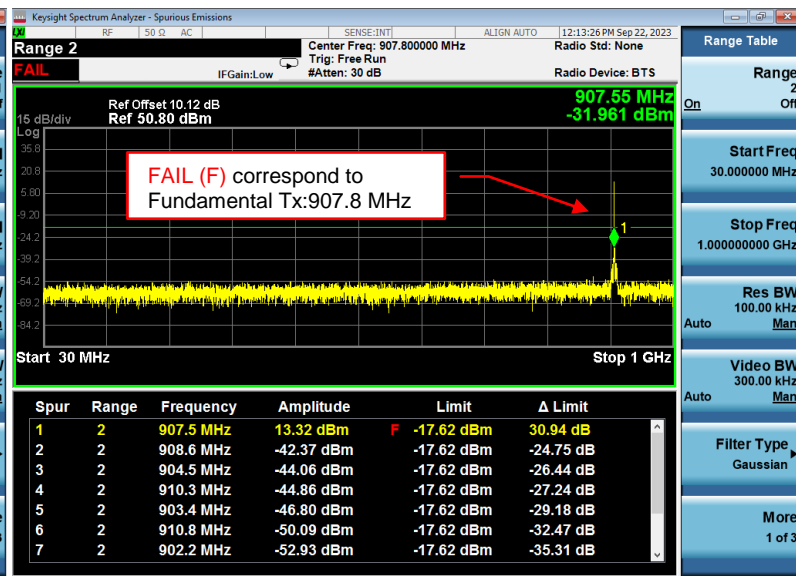 Keysight Spectrum Analyzer - Spurious Emissions
LXI RF 50 Ω AC SENSE:INT ALIGN AUTO 12:13:26 PM Sep 22, 2023
Range 2 Center Freq: 907.800000 MHz Radio Std: None
Trig: Free Run
FAIL IFGain:Low #Atten: 30 dB Radio Device: BTS
Ref Offset 10.12 dB 907.55 MHz
15 dB/div Ref 50.80 dBm -31.961 dBm
Log
35.8
20.8
5.80
-9.20
-24.2
-39.2
-54.2
-69.2
-84.2
FAIL (F) correspond to
Fundamental Tx:907.8 MHz
1
Start 30 MHz Stop 1 GHz
Spur Range Frequency Amplitude Limit Δ Limit
1 2 907.5 MHz 13.32 dBm F -17.62 dBm 30.94 dB
2 2 908.6 MHz -42.37 dBm -17.62 dBm -24.75 dB
3 2 904.5 MHz -44.06 dBm -17.62 dBm -26.44 dB
4 2 910.3 MHz -44.86 dBm -17.62 dBm -27.24 dB
5 2 903.4 MHz -46.80 dBm -17.62 dBm -29.18 dB
6 2 910.8 MHz -50.09 dBm -17.62 dBm -32.47 dB
7 2 902.2 MHz -52.93 dBm -17.62 dBm -35.31 dB
Range Table
Range
2
On Off
Start Freq
30.000000 MHz
Stop Freq
1.000000000 GHz
Res BW
100.00 kHz
Auto Man
Video BW
300.00 kHz
Auto Man
Filter Type
Gaussian
More
1 of 3